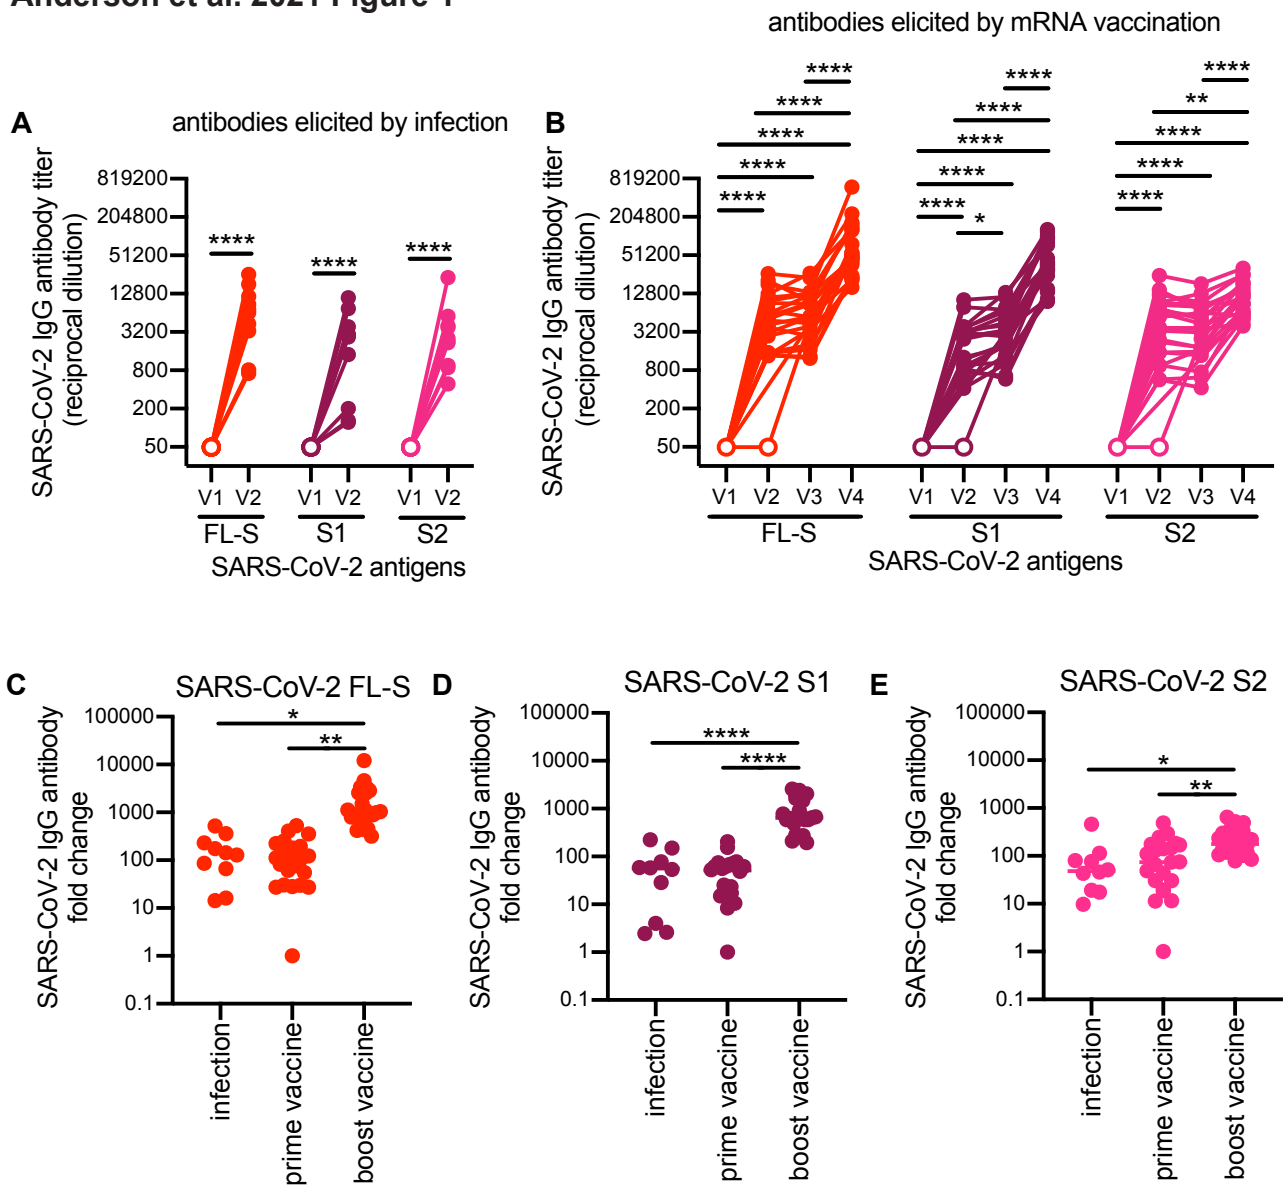 Anderson et al. 2021 Figure 1
antibodies elicited by mRNA vaccination
A
antibodies elicited by infection
SARS-CoV-2 IgG antibody titer
(reciprocal dilution)
819200
204800
51200
12800
3200
800
200
50
****
****
****
V1 V2 V1 V2 V1 V2
FL-S S1 S2
SARS-CoV-2 antigens
B
SARS-CoV-2 IgG antibody titer
(reciprocal dilution)
819200
204800
51200
12800
3200
800
200
50
****
****
****
****
****
****
****
****
****
****
*
****
**
****
****
****
V1 V2 V3 V4 V1 V2 V3 V4 V1 V2 V3 V4
FL-S S1 S2
SARS-CoV-2 antigens
C
SARS-CoV-2 FL-S
SARS-CoV-2 IgG antibody
fold change
100000
10000
1000
100
10
1
0.1
*
**
infection
prime vaccine
boost vaccine
D
SARS-CoV-2 S1
SARS-CoV-2 IgG antibody
fold change
100000
10000
1000
100
10
1
0.1
****
****
infection
prime vaccine
boost vaccine
E
SARS-CoV-2 S2
SARS-CoV-2 IgG antibody
fold change
100000
10000
1000
100
10
1
0.1
*
**
infection
prime vaccine
boost vaccine